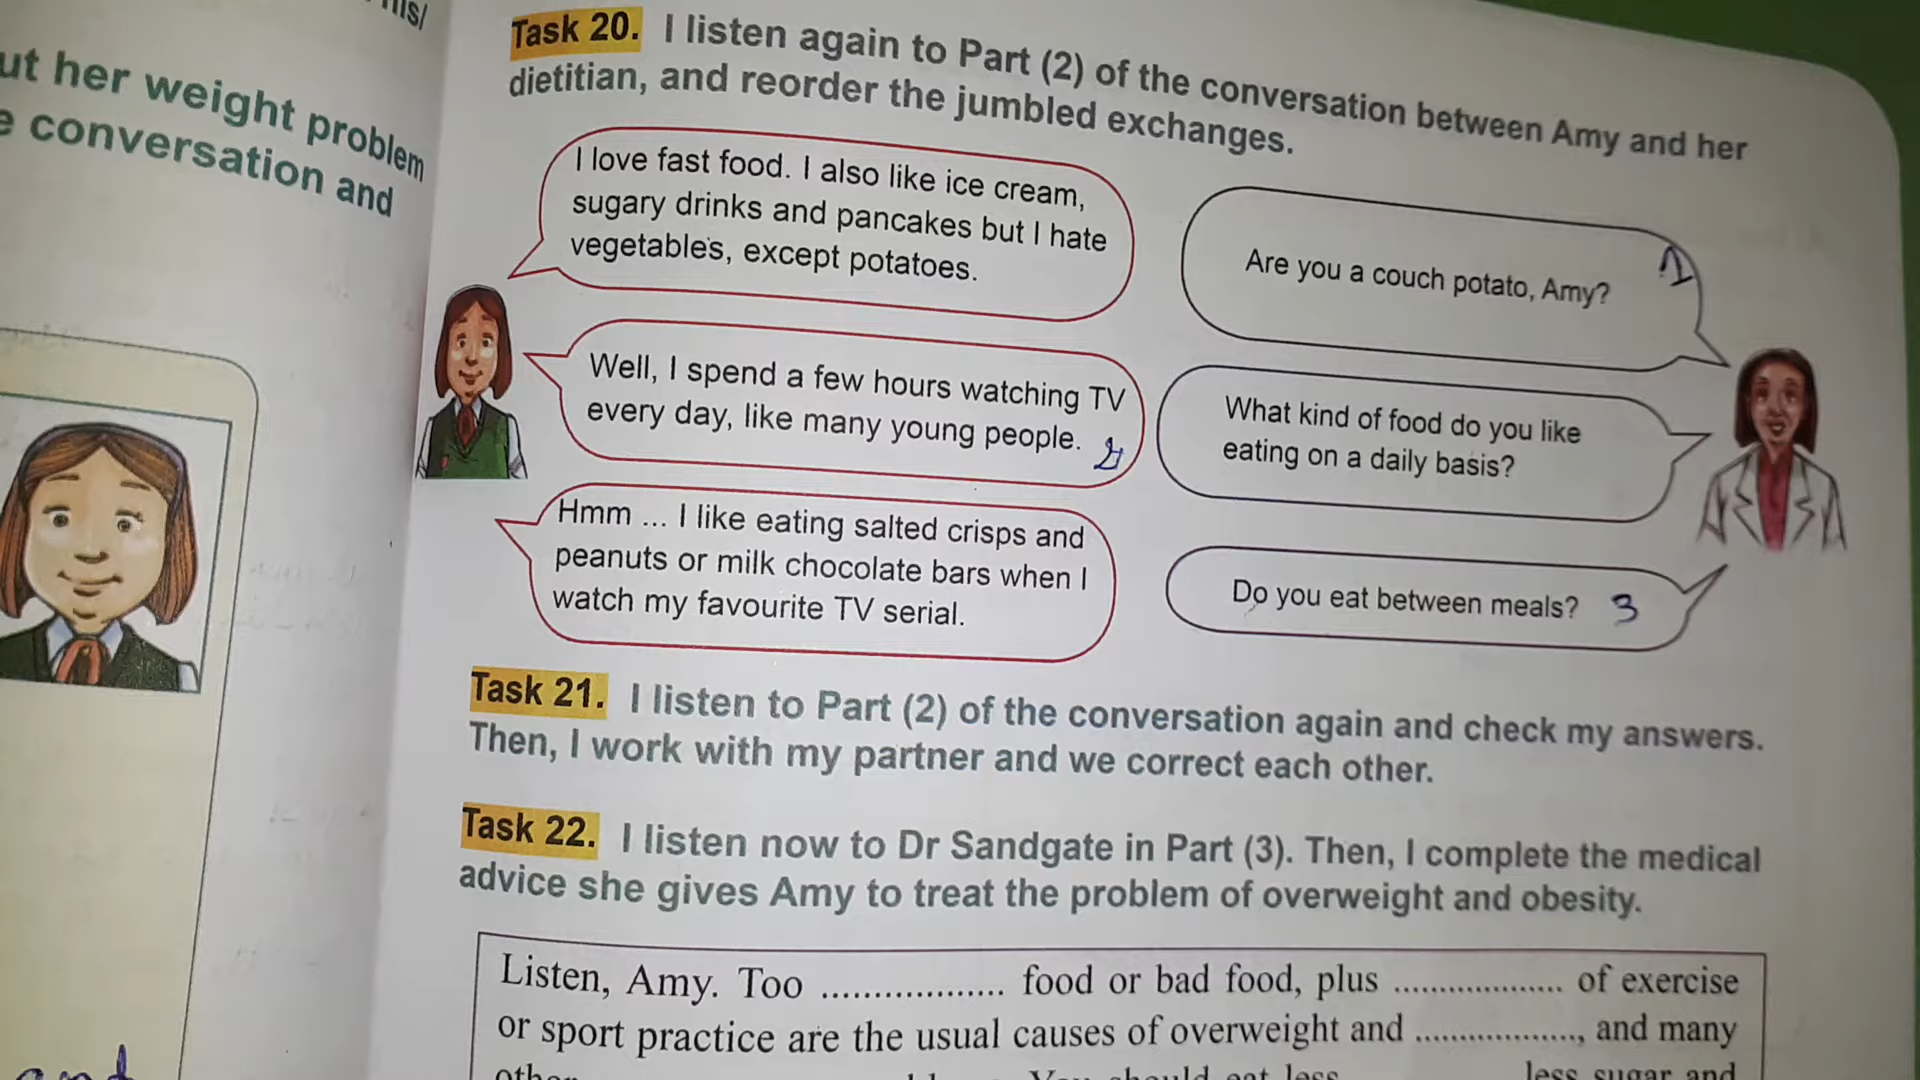 ut her weight problem
e conversation and
Task 20. I listen again to Part (2) of the conversation between Amy and her
dietitian, and reorder the jumbled exchanges.
I love fast food. I also like ice cream,
sugary drinks and pancakes but I hate
vegetables, except potatoes.
Are you a couch potato, Amy? 1
Well, I spend a few hours watching TV
every day, like many young people.
What kind of food do you like
eating on a daily basis?
Hmm ... I like eating salted crisps and
peanuts or milk chocolate bars when I
watch my favourite TV serial.
Do you eat between meals? 3
Task 21. I listen to Part (2) of the conversation again and check my answers.
Then, I work with my partner and we correct each other.
Task 22. I listen now to Dr Sandgate in Part (3). Then, I complete the medical
advice she gives Amy to treat the problem of overweight and obesity.
Listen, Amy. Too .................. food or bad food, plus .................. of exercise
or sport practice are the usual causes of overweight and .................., and many
You should eat less less sugar and
and